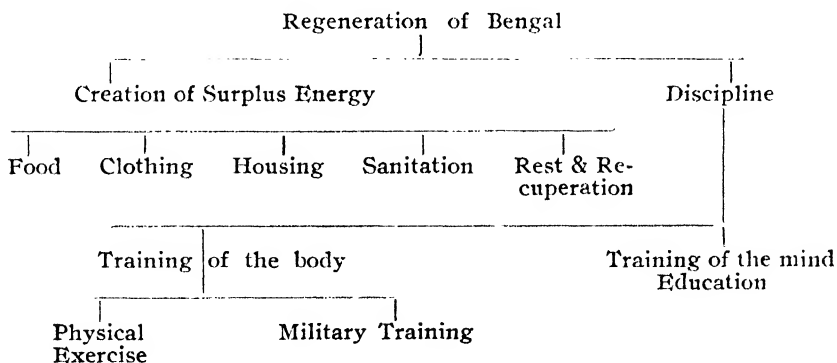 Regeneration of Bengal
Creation of Surplus Energy
Discipline
Food
Clothing
Housing
Sanitation
Rest & Re-
cuperation
Training of the body
Training of the mind
Education
Physical
Exercise
Military Training